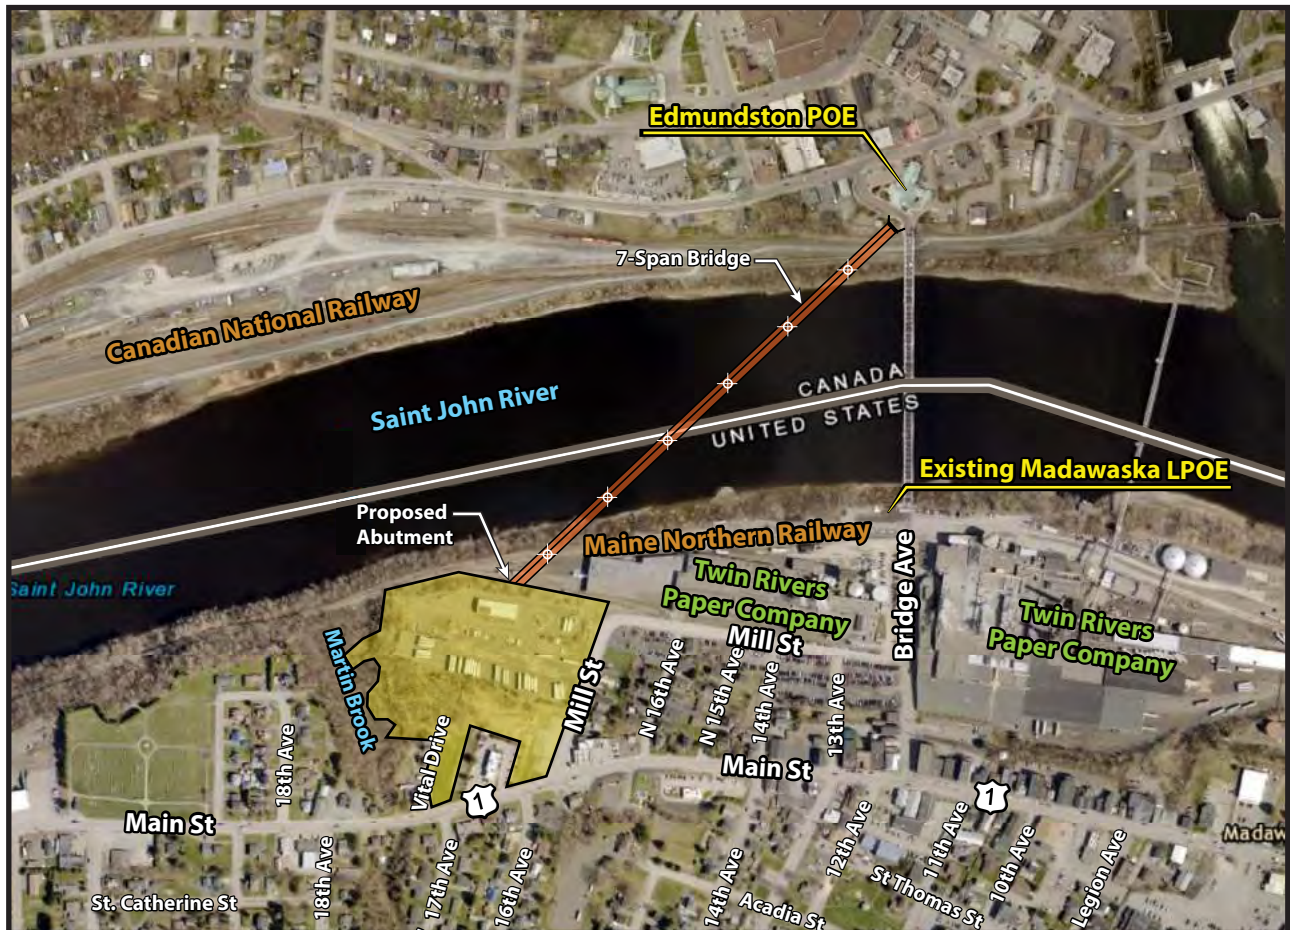 Edmundston POE
7-Span Bridge
Canadian National Railway
Saint John River
CANADA
UNITED STATES
Existing Madawaska LPOE
Proposed
Abutment
Maine Northern Railway
Saint John River
Twin Rivers
Paper Company
Bridge Ave
Twin Rivers
Paper Company
Mill St
Martin Brook
Mill St
N 16th Ave
N 15th Ave
14th Ave
13th Ave
18th Ave
Vital Drive
Main St
1
1
Main St
Madaw
18th Ave
17th Ave
16th Ave
14th Ave
12th Ave
11th Ave
10th Ave
Legion Ave
St. Catherine St
Acadia St
St Thomas St